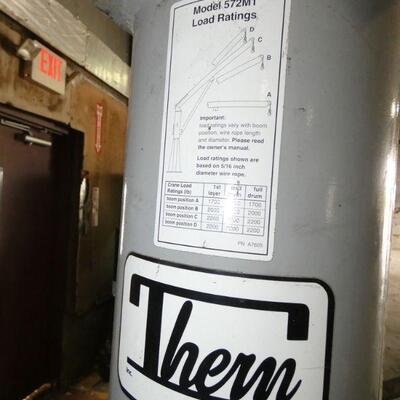 EXIT
Model 572M1
Load Ratings
D
C
B
A
Important:
load ratings vary with boom
position, wire rope length
and diameter. Please read
the owner's manual.
Load ratings shown are
based on 5/16 inch
diameter wire rope.
Crane Load 1st full
Ratings (lb) layer drum
boom position A 1700 1700
boom position B 2000 2000
boom position C 2200 2200
boom position D 2200 2200
PN A7605
Thern
Inc.